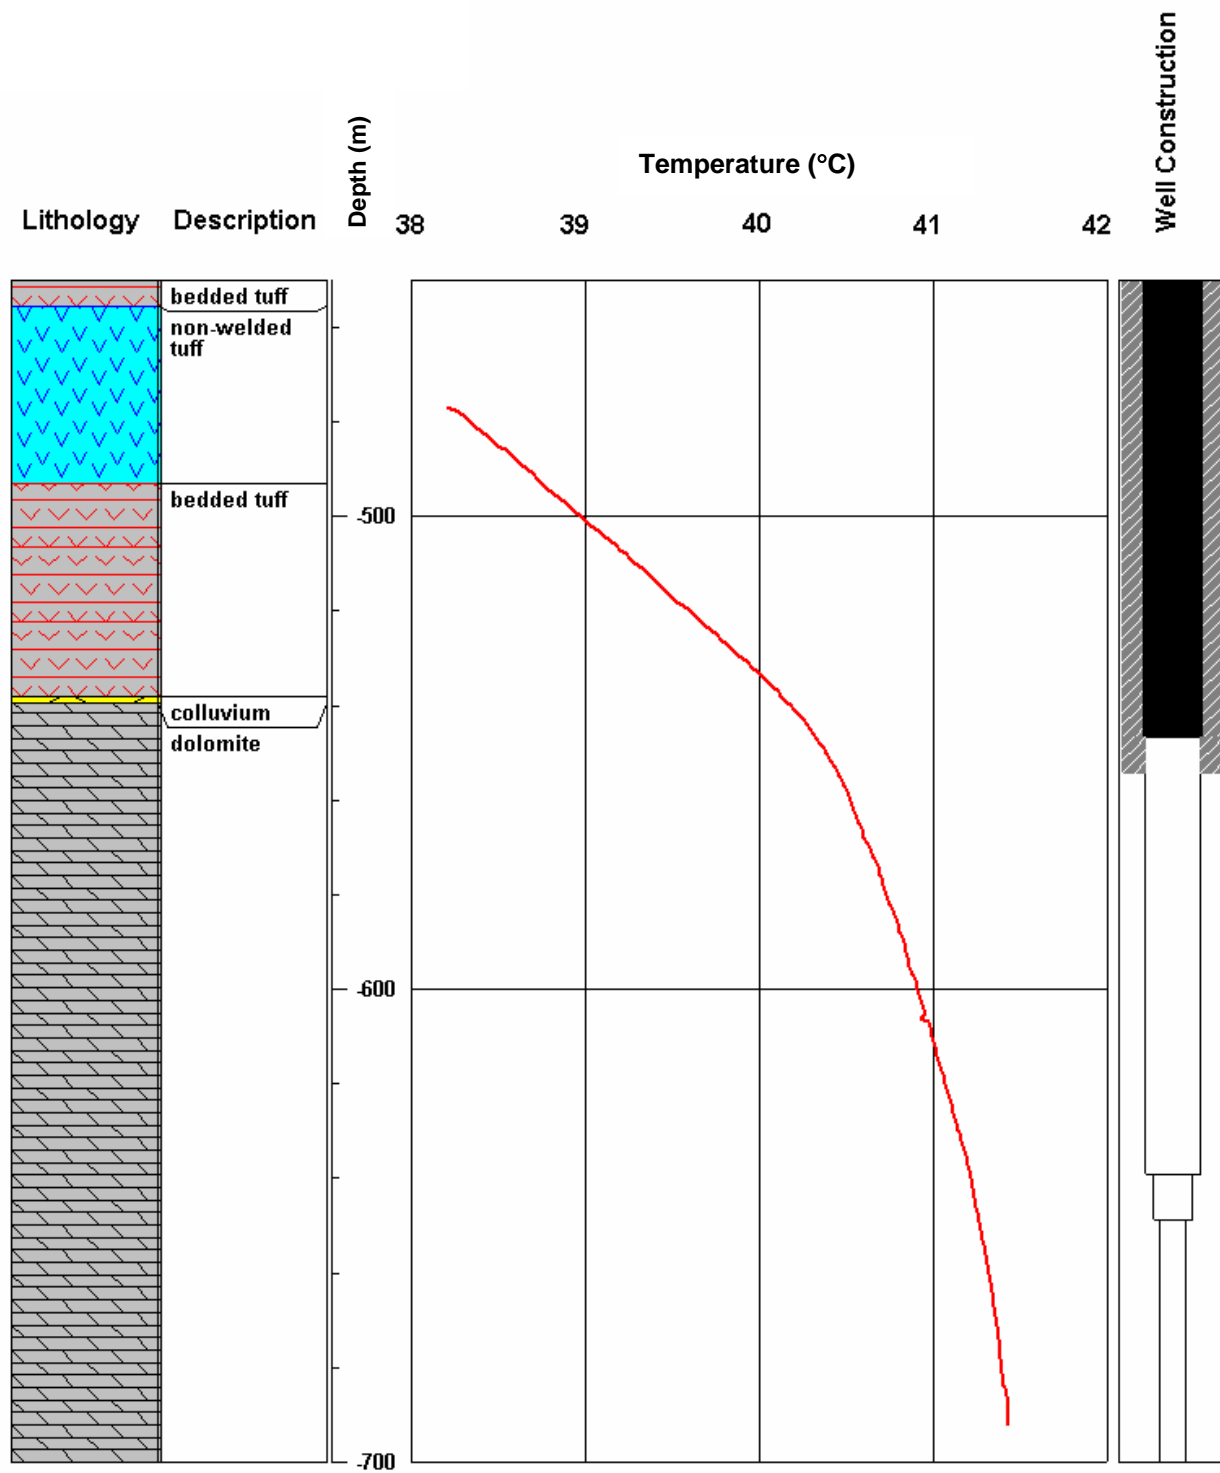 Well Construction
Depth (m)
Temperature (°C)
Lithology Description
38 39 40 41 42
bedded tuff
non-welded
tuff
bedded tuff
-500
colluvium
dolomite
-600
-700